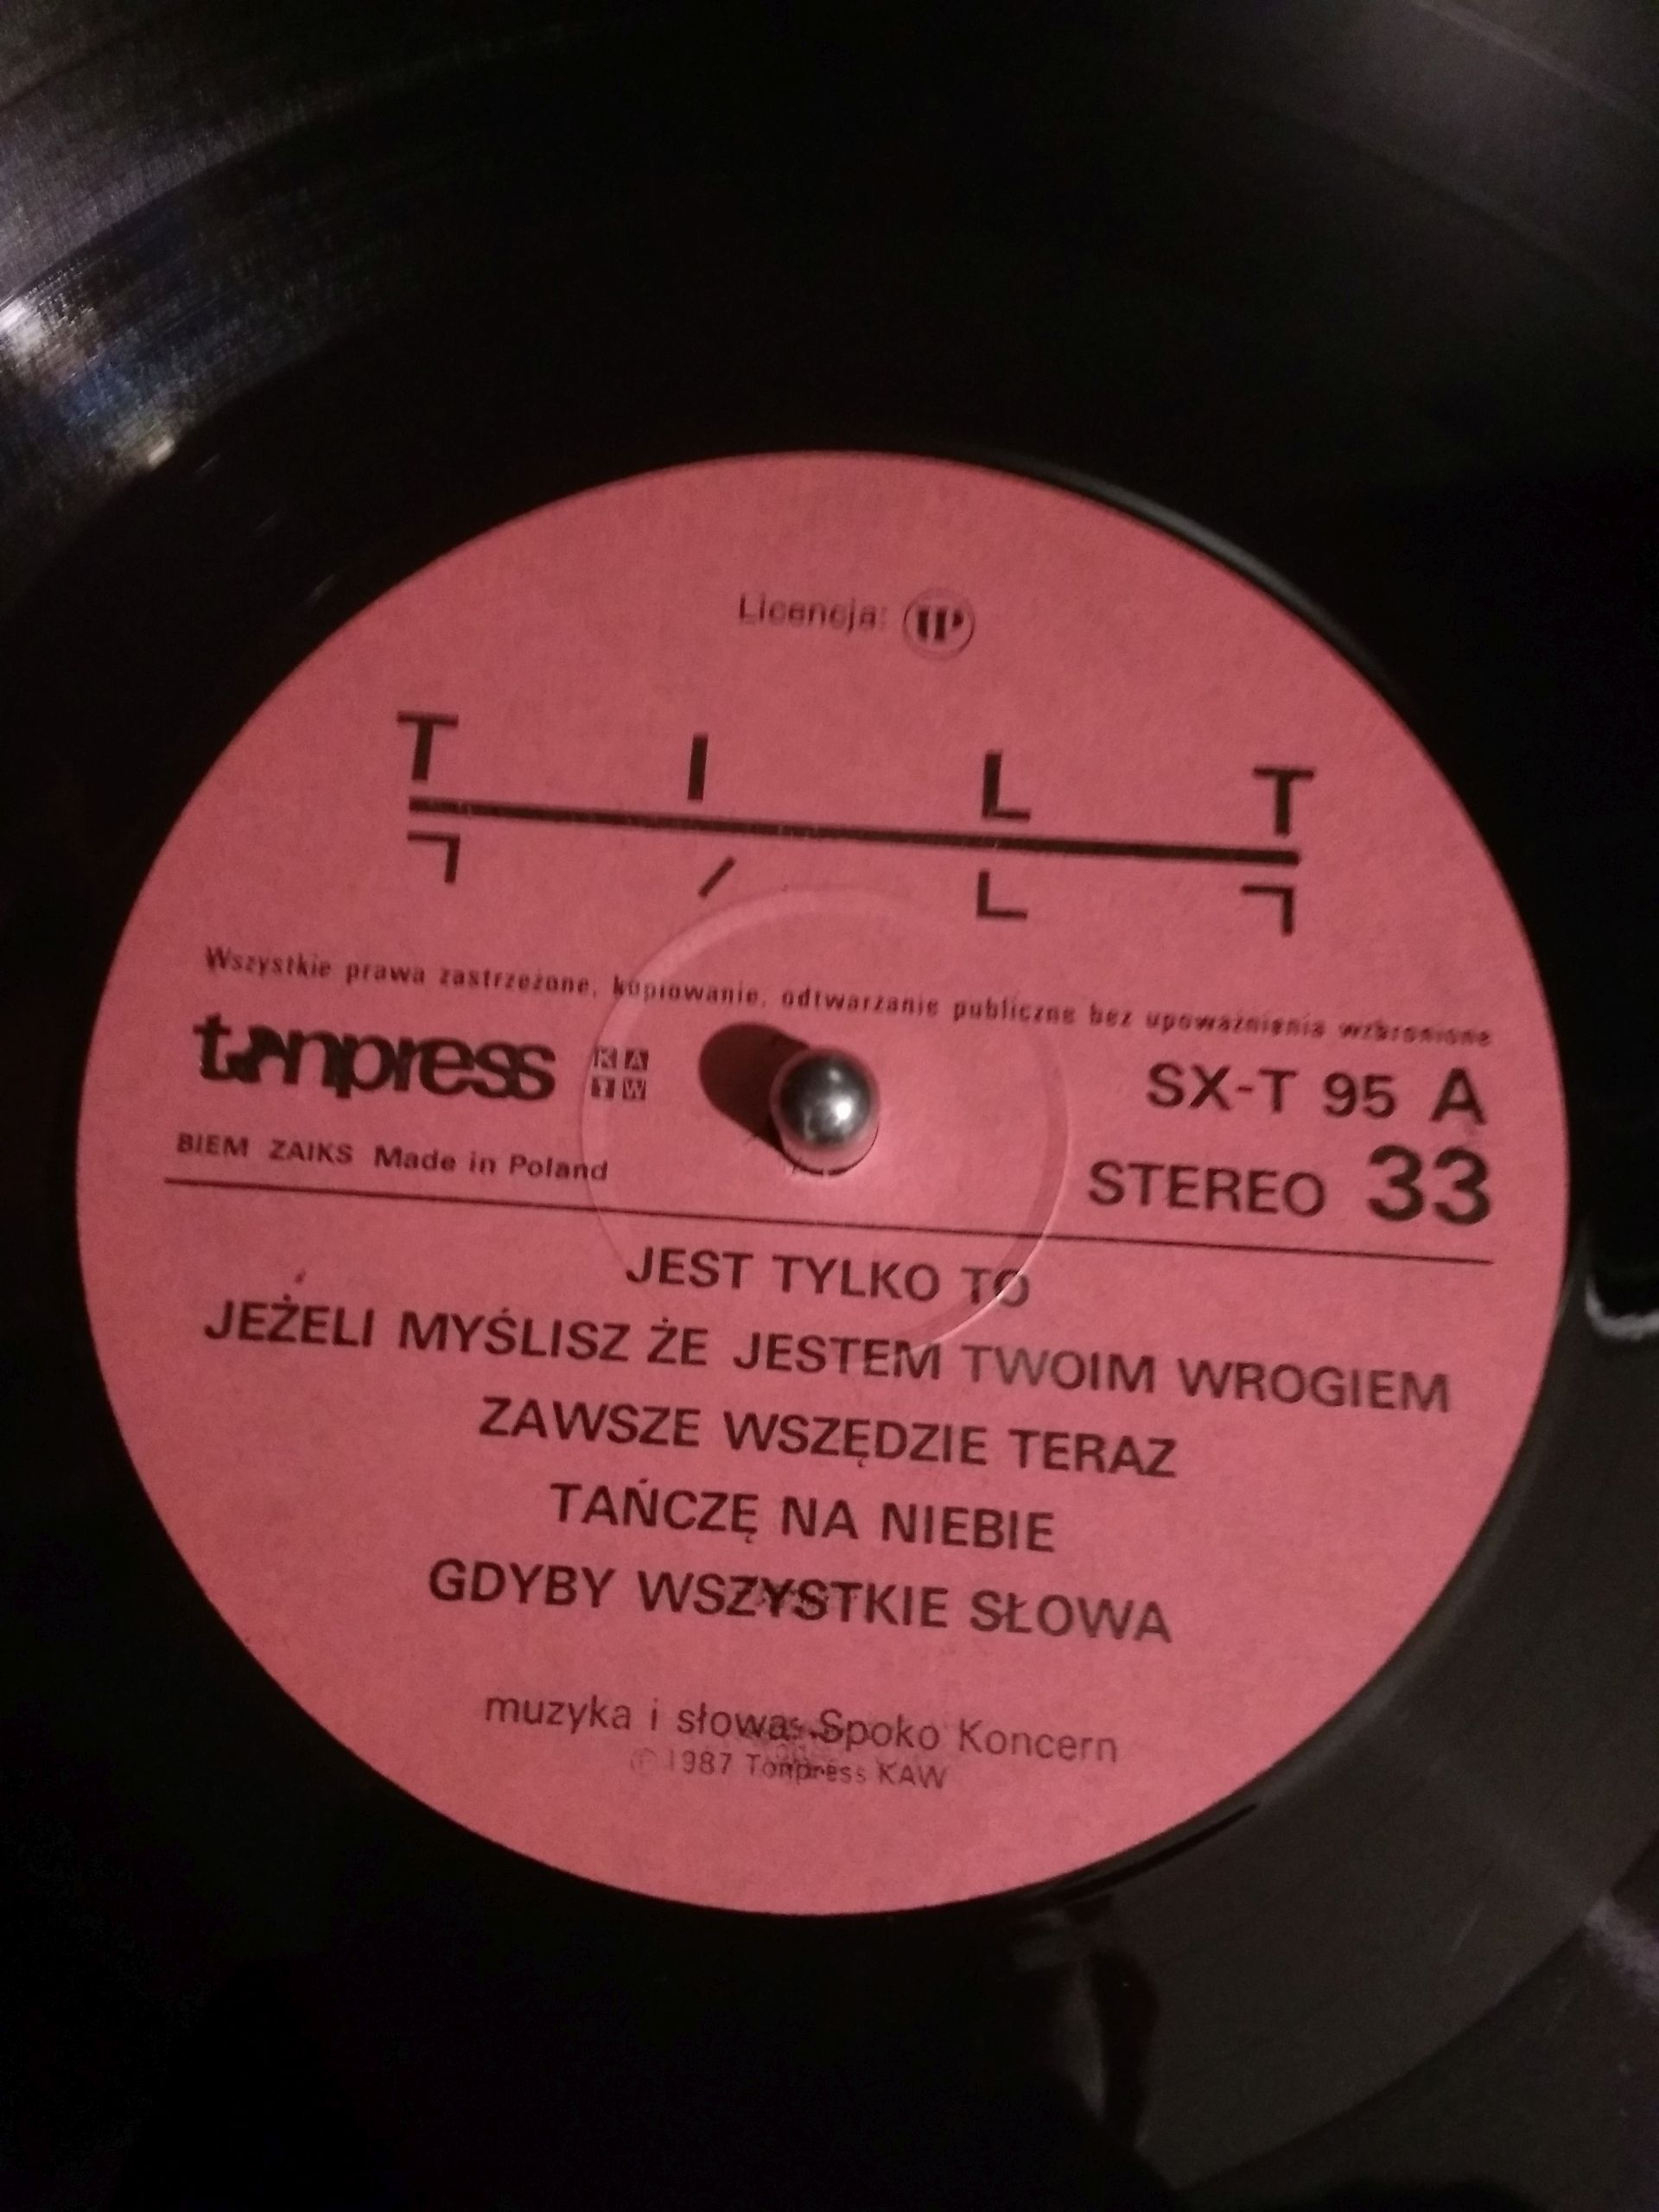 Licencja:
T I L T
Wszystkie prawa zastrzeżone, kopiowanie, odtwarzanie publiczne bez upoważnienia wzbronione
tonpress KAW
SX-T 95 A
BIEM ZAIKS Made in Poland
STEREO 33
JEST TYLKO TO
JEŻELI MYŚLISZ ŻE JESTEM TWOIM WROGIEM
ZAWSZE WSZĘDZIE TERAZ
TAŃCZĘ NA NIEBIE
GDYBY WSZYSTKIE SŁOWA
muzyka i słowa: Spoko Koncern
℗ 1987 Tonpress KAW